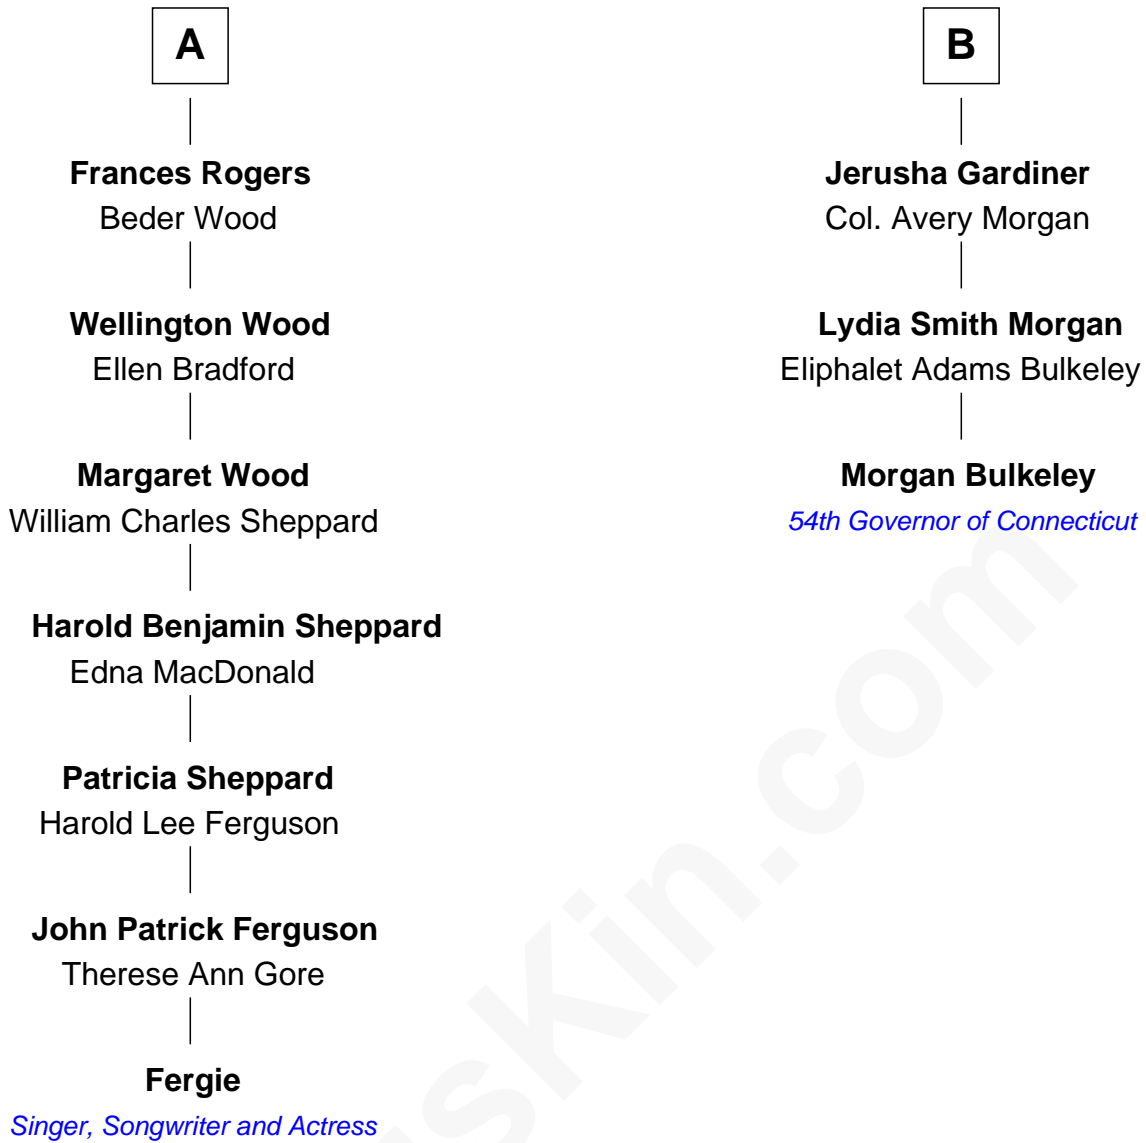 A
Frances Rogers
Beder Wood
Wellington Wood
Ellen Bradford
Margaret Wood
William Charles Sheppard
Harold Benjamin Sheppard
Edna MacDonald
Patricia Sheppard
Harold Lee Ferguson
John Patrick Ferguson
Therese Ann Gore
Fergie
Singer, Songwriter and Actress
B
Jerusha Gardiner
Col. Avery Morgan
Lydia Smith Morgan
Eliphalet Adams Bulkeley
Morgan Bulkeley
54th Governor of Connecticut
usKin.com